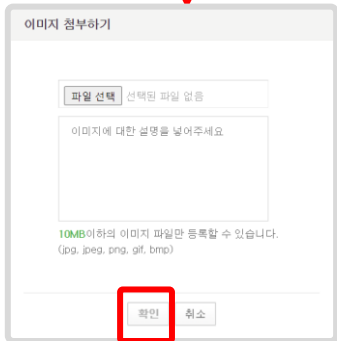 이미지 첨부하기
파일 선택 선택된 파일 없음
이미지에 대한 설명을 넣어주세요
10MB이하의 이미지 파일만 등록할 수 있습니다.
(jpg, jpeg, png, gif, bmp)
확인 취소